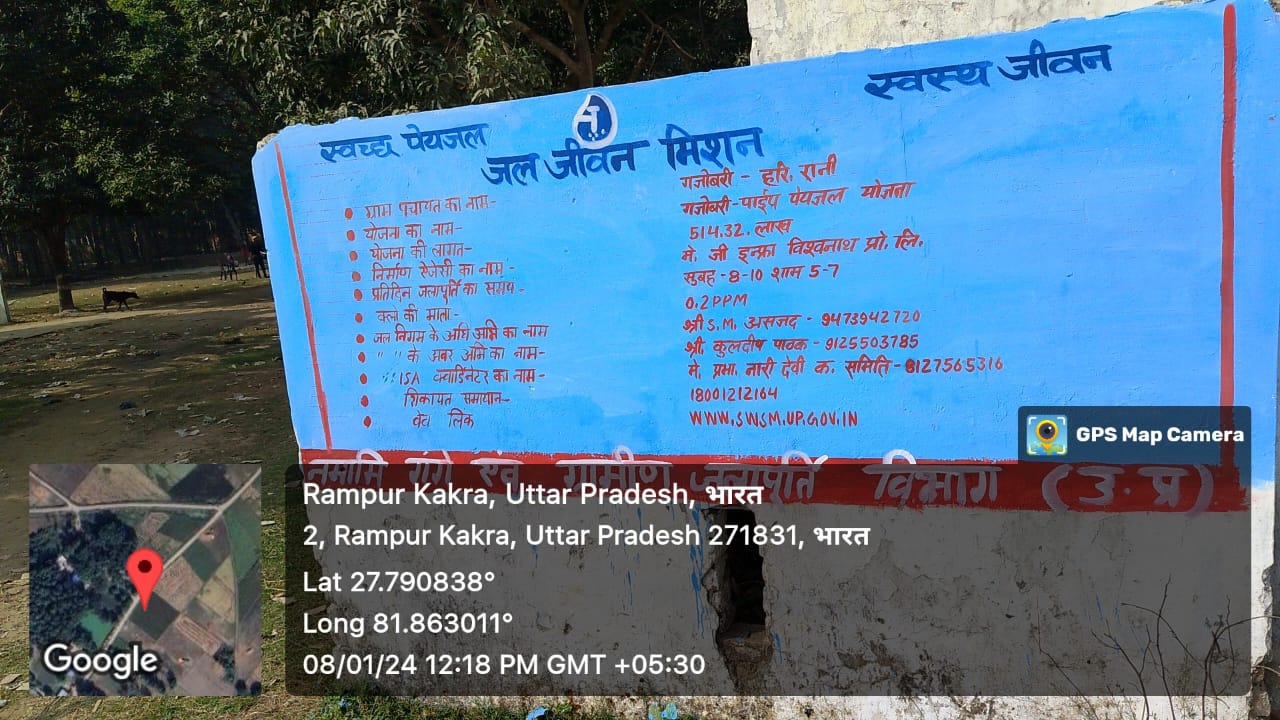 स्वच्छ पेयजल
स्वस्थ जीवन
जल जीवन मिशन
• ग्राम पंचायत का नाम- गजोबरी - हरि. रानी
• योजना का नाम- गजोबरी-पाईप पेयजल योजना
• योजना की लागत- 514.32. लाख
• निर्माण ऐजेंसी का नाम- मे. जी इन्फ्रा विश्वनाथ प्रो. लि.
• प्रतिदिन जलापूर्ति का समय- सुबह-8-10 शाम 5-7
• की माता- 0.2PPM
• जल निगम के अधि अभि का नाम श्री S.M. असजद - 9473942720
• " " के अवर अभि का नाम- श्री. कुलदीप पाठक - 9125503785
• " ISA क्वार्डिनेटर का नाम- मे. प्रभा नारी देवी क. समिति - 8127565316
• शिकायत समाधान- 18001212164
• वेव लिंक WWW.SWSM.UP.GOV.IN
नमामि गंगे एवं ग्रामीण जलापूर्ति विभाग (उ.प्र)
GPS Map Camera
Rampur Kakra, Uttar Pradesh, भारत
2, Rampur Kakra, Uttar Pradesh 271831, भारत
Lat 27.790838°
Long 81.863011°
08/01/24 12:18 PM GMT +05:30
Google